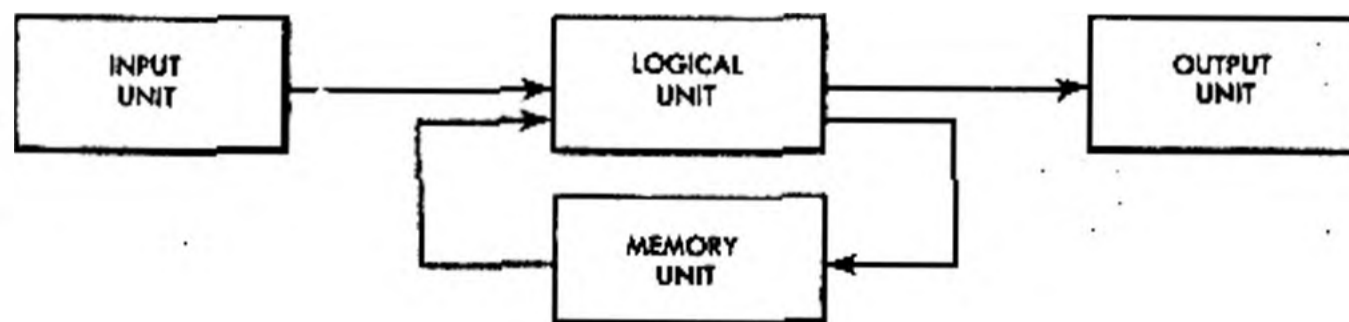 INPUT
UNIT
LOGICAL
UNIT
OUTPUT
UNIT
MEMORY
UNIT